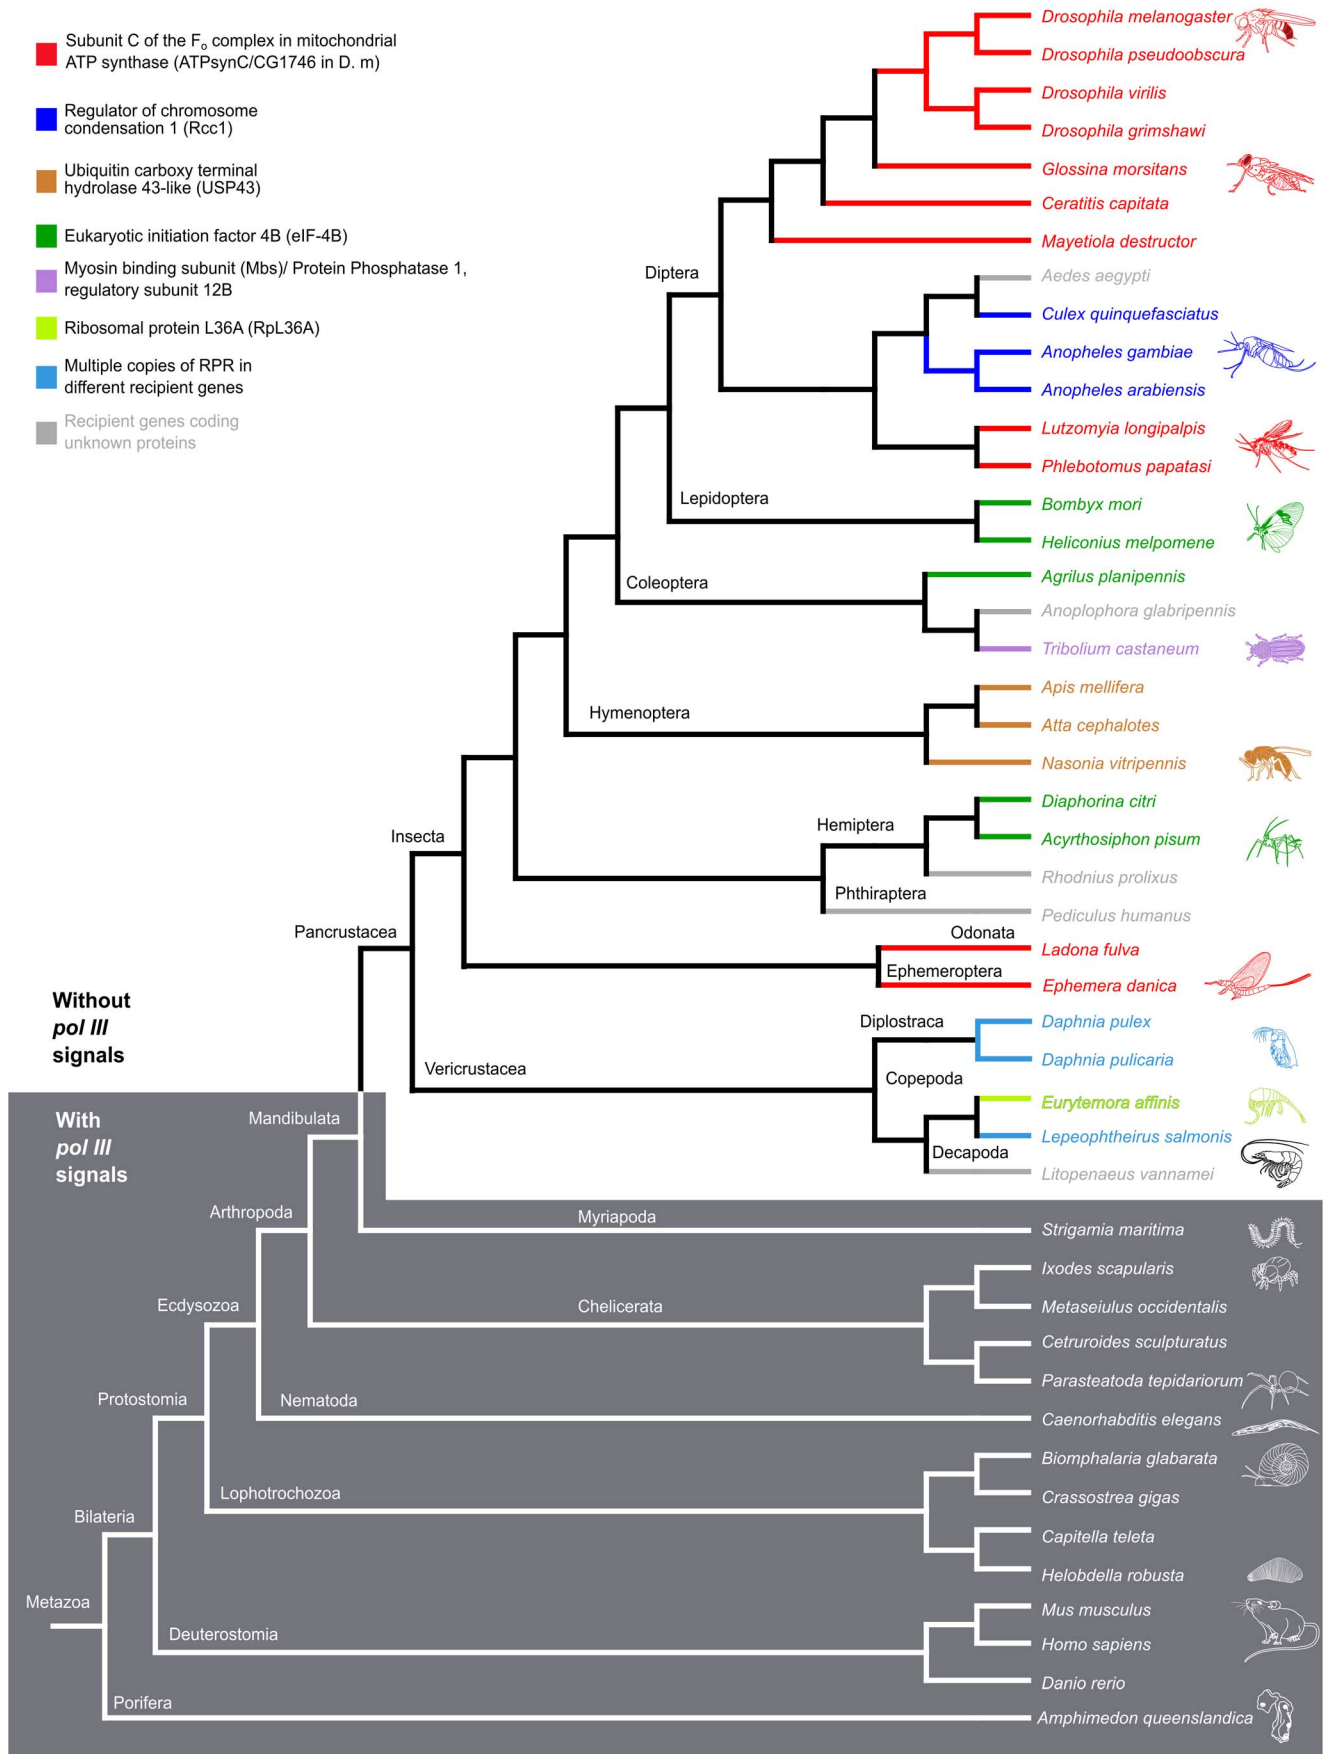 Subunit C of the Fo complex in mitochondrial
ATP synthase (ATPsynC/CG1746 in D. m)
Regulator of chromosome
condensation 1 (Rcc1)
Ubiquitin carboxy terminal
hydrolase 43-like (USP43)
Eukaryotic initiation factor 4B (eIF-4B)
Myosin binding subunit (Mbs)/ Protein Phosphatase 1,
regulatory subunit 12B
Ribosomal protein L36A (RpL36A)
Multiple copies of RPR in
different recipient genes
Recipient genes coding
unknown proteins
Drosophila melanogaster
Drosophila pseudoobscura
Drosophila virilis
Drosophila grimshawi
Glossina morsitans
Ceratitis capitata
Mayetiola destructor
Diptera
Aedes aegypti
Culex quinquefasciatus
Anopheles gambiae
Anopheles arabiensis
Lutzomyia longipalpis
Phlebotomus papatasi
Lepidoptera
Bombyx mori
Heliconius melpomene
Coleoptera
Agrilus planipennis
Anoplophora glabripennis
Tribolium castaneum
Hymenoptera
Apis mellifera
Atta cephalotes
Nasonia vitripennis
Insecta
Hemiptera
Diaphorina citri
Acyrthosiphon pisum
Rhodnius prolixus
Phthiraptera
Pediculus humanus
Pancrustacea
Odonata
Ladona fulva
Ephemeroptera
Ephemera danica
Without
pol III
signals
Diplostraca
Daphnia pulex
Daphnia pulicaria
Vericrustacea
Copepoda
Eurytemora affinis
Lepeophtheirus salmonis
Decapoda
Litopenaeus vannamei
With
pol III
signals
Mandibulata
Arthropoda
Myriapoda
Strigamia maritima
Ecdysozoa
Chelicerata
Ixodes scapularis
Metaseiulus occidentalis
Cetruroides sculpturatus
Parasteatoda tepidariorum
Protostomia
Nematoda
Caenorhabditis elegans
Lophotrochozoa
Biomphalaria glabarata
Crassostrea gigas
Capitella teleta
Helobdella robusta
Bilateria
Metazoa
Deuterostomia
Mus musculus
Homo sapiens
Danio rerio
Porifera
Amphimedon queenslandica